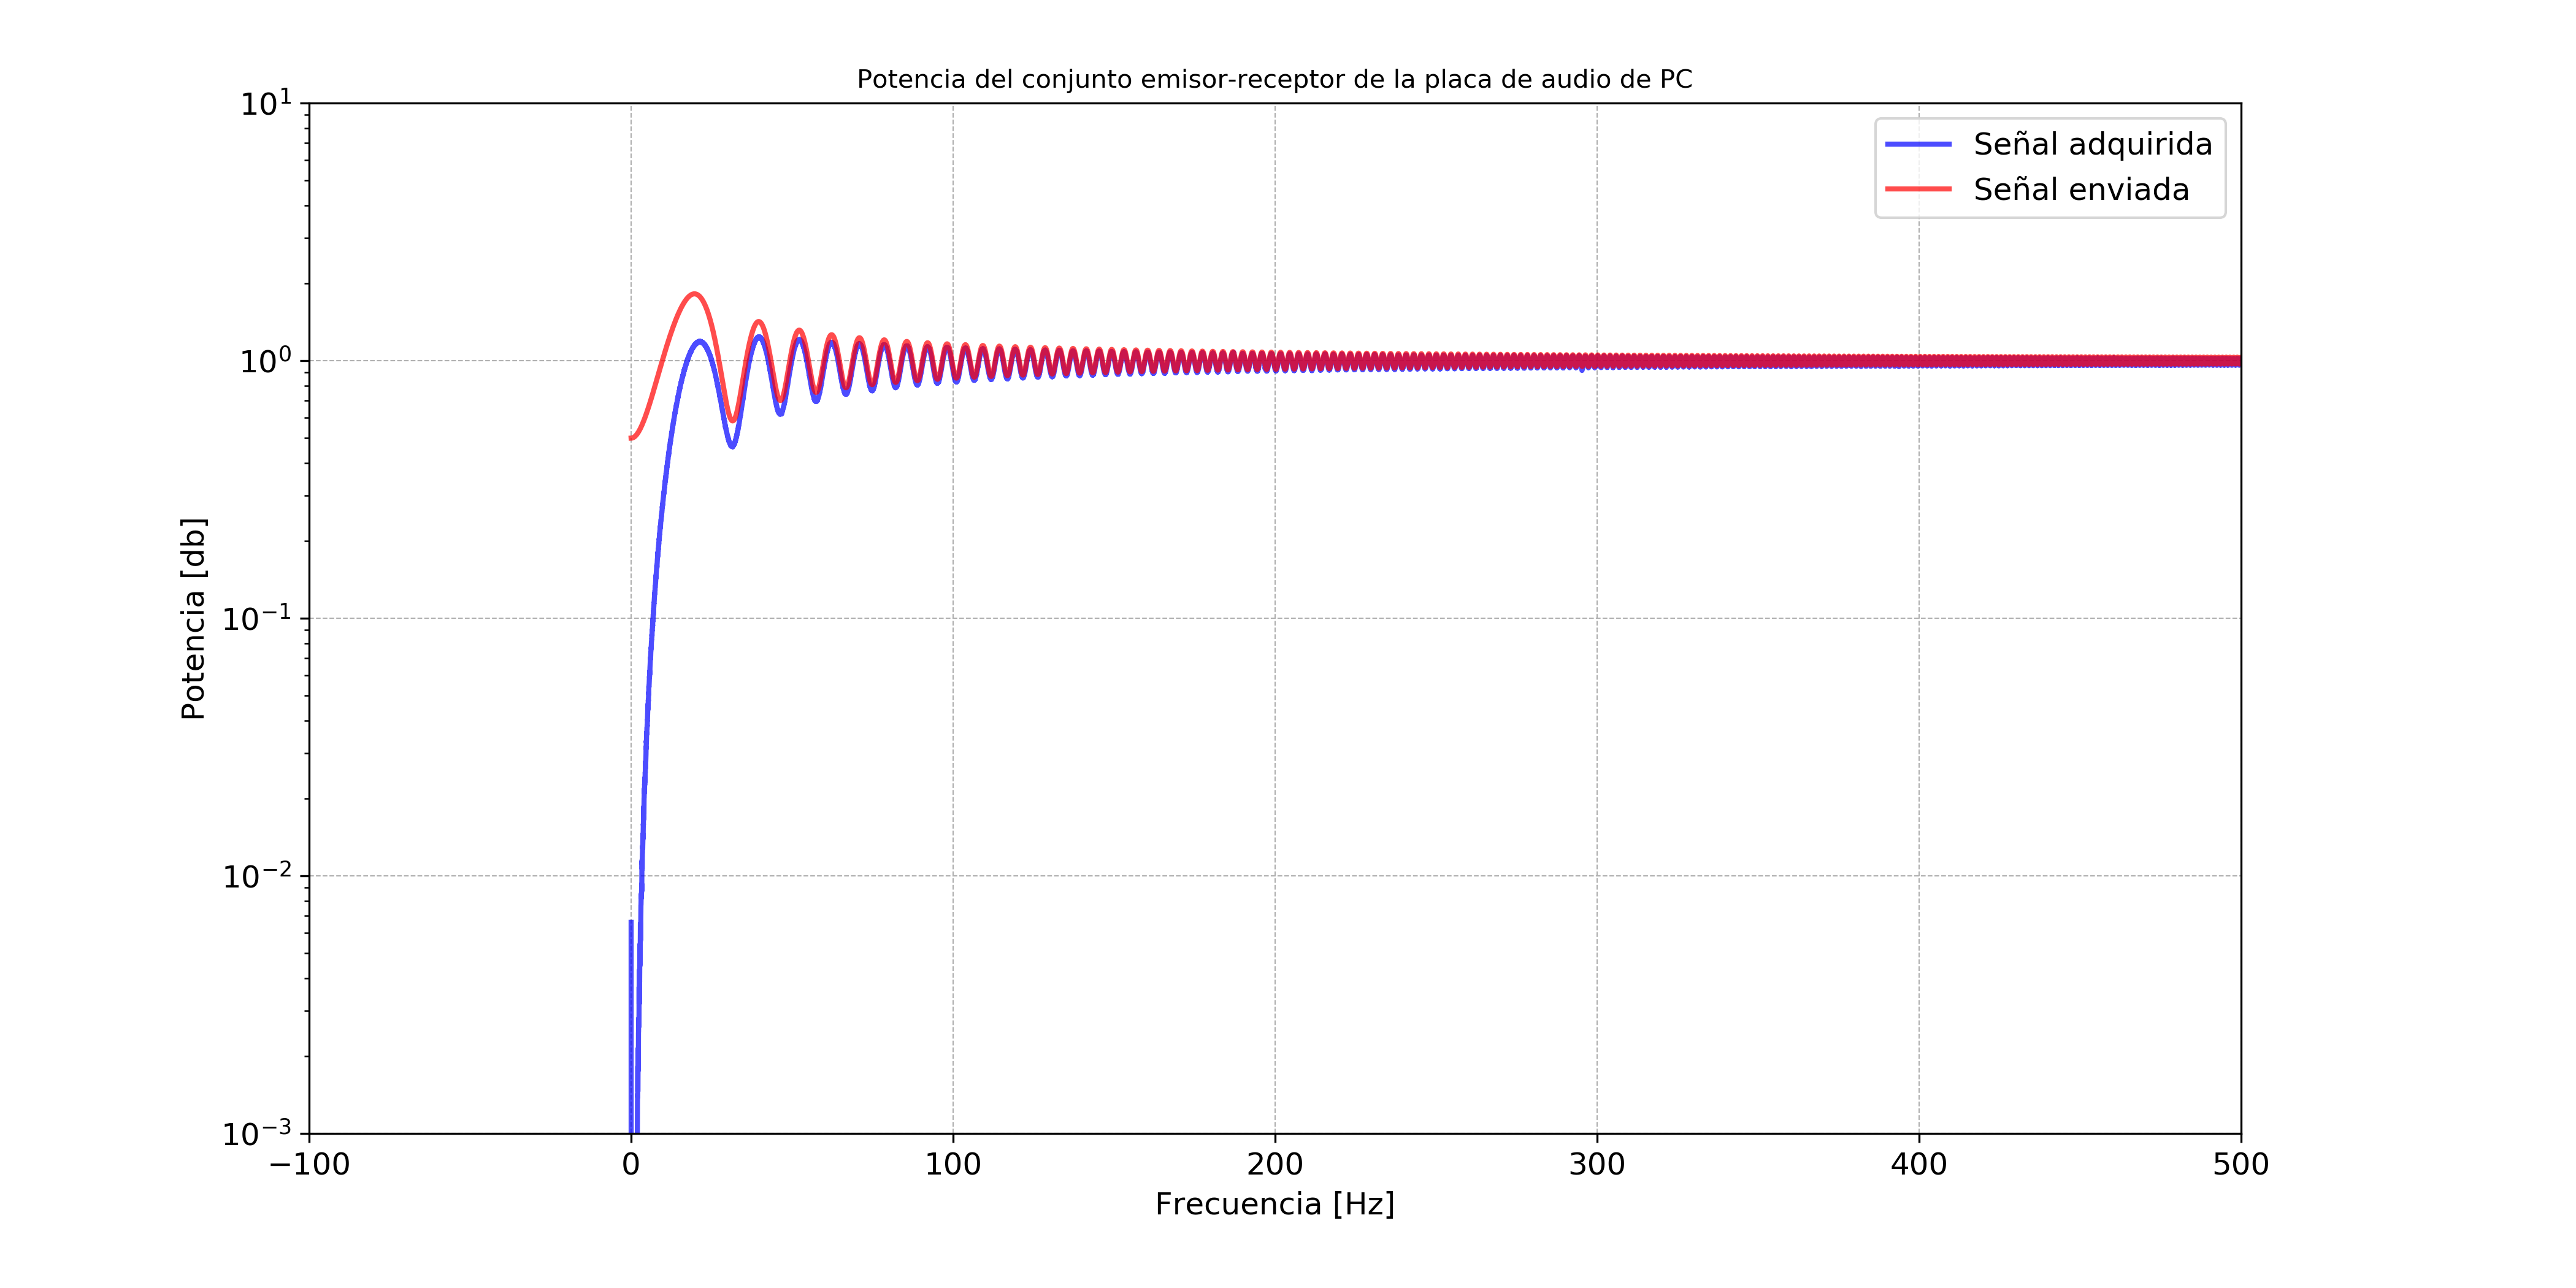 Potencia del conjunto emisor-receptor de la placa de audio de PC
10¹
10⁰
10⁻¹
10⁻²
10⁻³
Potencia [db]
Señal adquirida
Señal enviada
−100 0 100 200 300 400 500
Frecuencia [Hz]